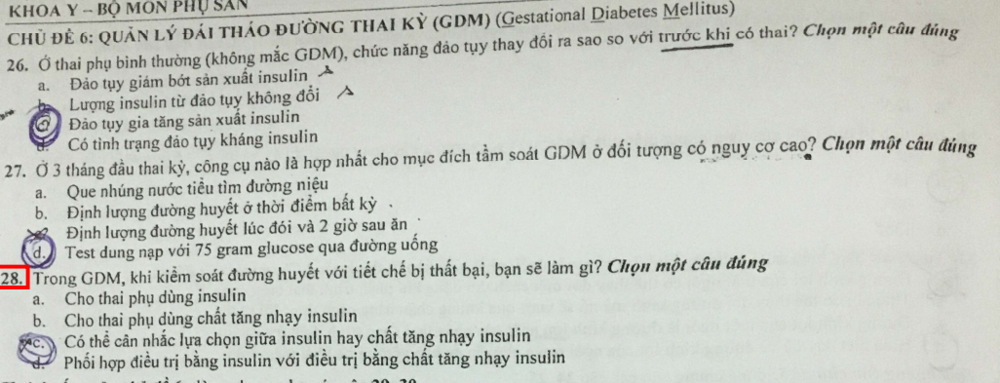 KHOA Y – BỘ MÔN PHỤ SẢN
CHỦ ĐỀ 6: QUẢN LÝ ĐÁI THÁO ĐƯỜNG THAI KỲ (GDM) (Gestational Diabetes Mellitus)
26. Ở thai phụ bình thường (không mắc GDM), chức năng đảo tụy thay đổi ra sao so với trước khi có thai? Chọn một câu đúng
a. Đảo tụy giảm bớt sản xuất insulin
Lượng insulin từ đảo tụy không đổi
Đảo tụy gia tăng sản xuất insulin
d. Có tình trạng đảo tụy kháng insulin
27. Ở 3 tháng đầu thai kỳ, công cụ nào là hợp nhất cho mục đích tầm soát GDM ở đối tượng có nguy cơ cao? Chọn một câu đúng
a. Que nhúng nước tiểu tìm đường niệu
b. Định lượng đường huyết ở thời điểm bất kỳ
Định lượng đường huyết lúc đói và 2 giờ sau ăn
d. Test dung nạp với 75 gram glucose qua đường uống
28. Trong GDM, khi kiểm soát đường huyết với tiết chế bị thất bại, bạn sẽ làm gì? Chọn một câu đúng
a. Cho thai phụ dùng insulin
b. Cho thai phụ dùng chất tăng nhạy insulin
c. Có thể cân nhắc lựa chọn giữa insulin hay chất tăng nhạy insulin
d. Phối hợp điều trị bằng insulin với điều trị bằng chất tăng nhạy insulin